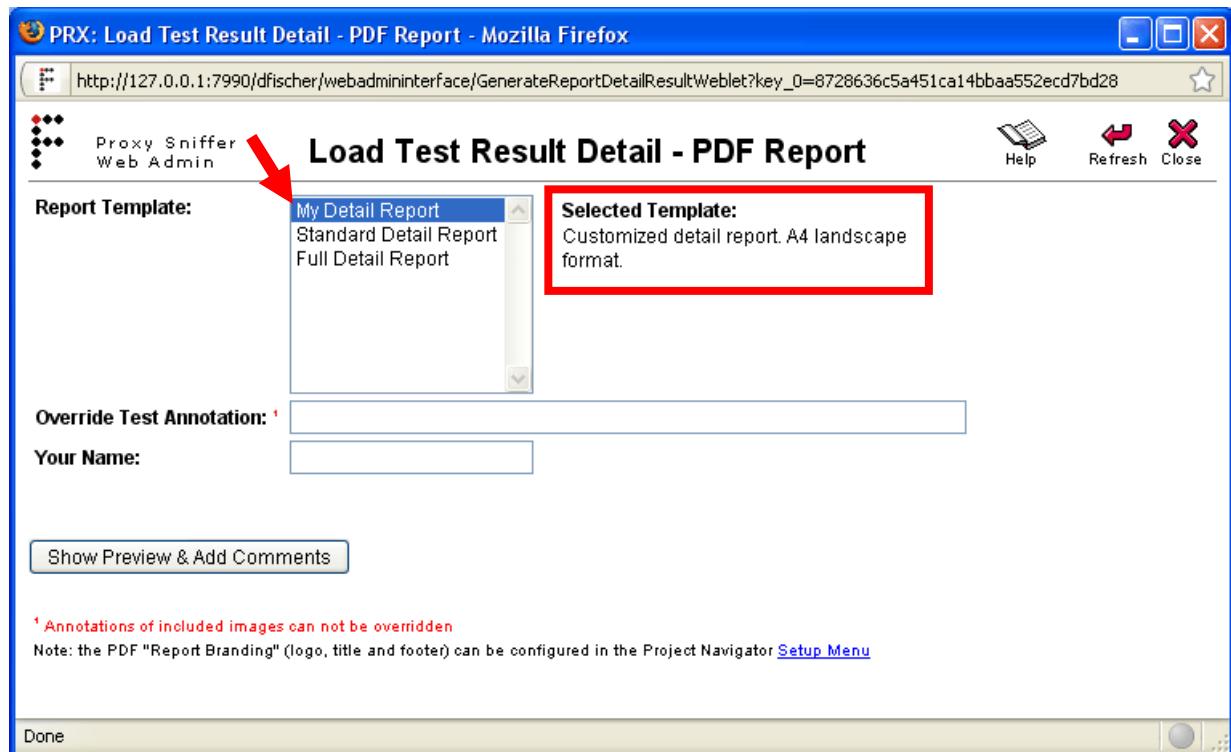 PRX: Load Test Result Detail - PDF Report - Mozilla Firefox
http://127.0.0.1:7990/dfischer/webadmininterface/GenerateReportDetailResultWeblet?key_0=8728636c5a451ca14bbaa552ecd7bd28
Proxy Sniffer
Web Admin
Load Test Result Detail - PDF Report
Help
Refresh
Close
Report Template:
My Detail Report
Standard Detail Report
Full Detail Report
Selected Template:
Customized detail report. A4 landscape
format.
Override Test Annotation: ¹
Your Name:
Show Preview & Add Comments
¹ Annotations of included images can not be overridden
Note: the PDF "Report Branding" (logo, title and footer) can be configured in the Project Navigator Setup Menu
Done